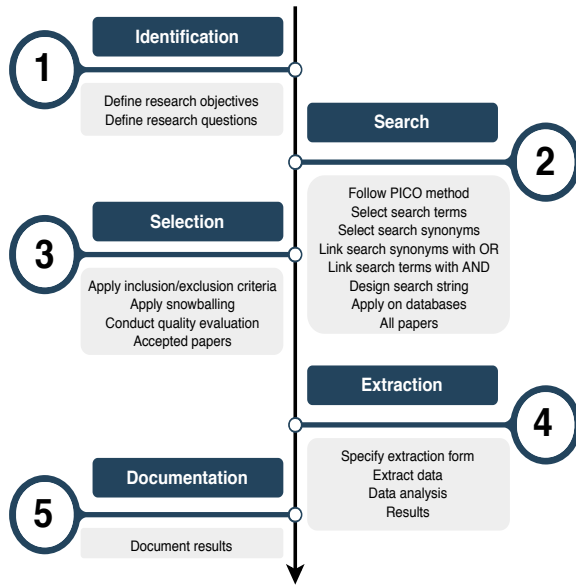 Identification
1
Define research objectives
Define research questions
Search
2
Follow PICO method
Select search terms
Select search synonyms
Link search synonyms with OR
Link search terms with AND
Design search string
Apply on databases
All papers
Selection
3
Apply inclusion/exclusion criteria
Apply snowballing
Conduct quality evaluation
Accepted papers
Extraction
4
Specify extraction form
Extract data
Data analysis
Results
Documentation
5
Document results